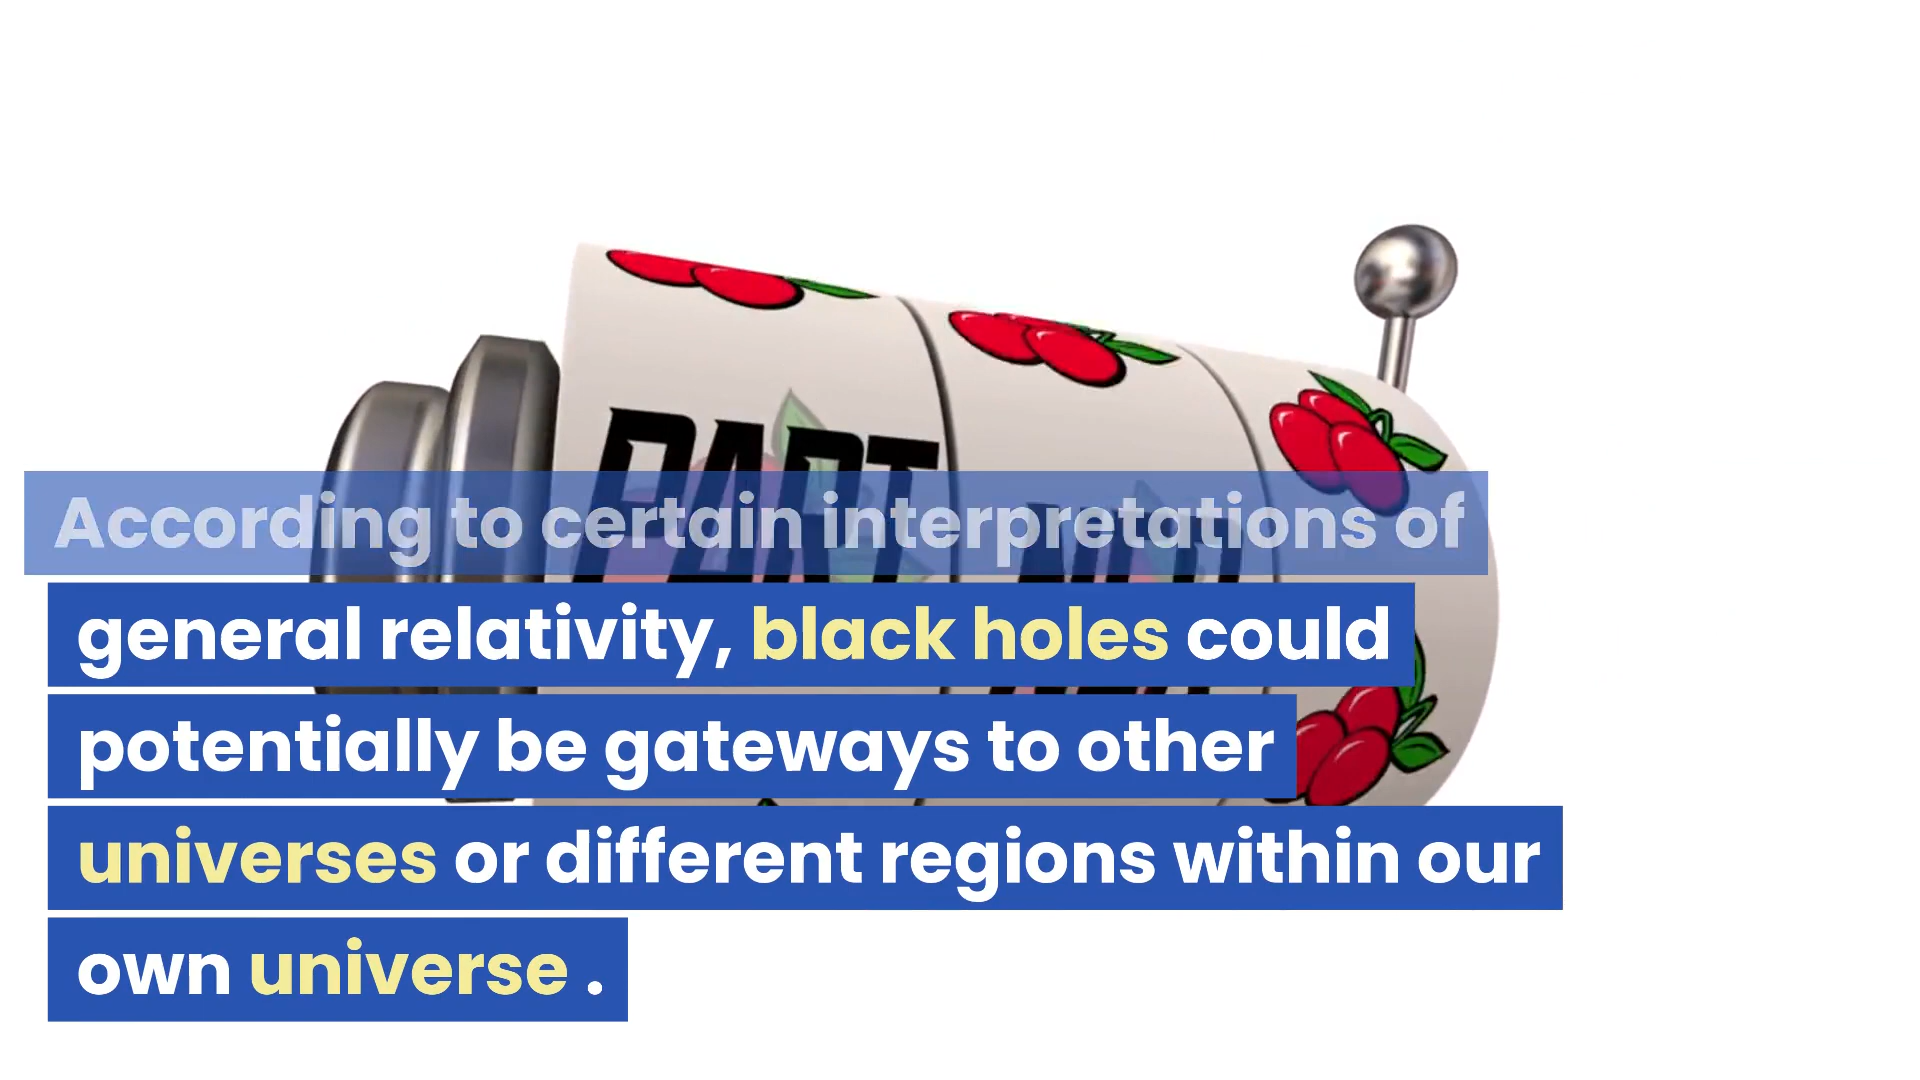 PART
According to certain interpretations of
general relativity, black holes could
potentially be gateways to other
universes or different regions within our
own universe .